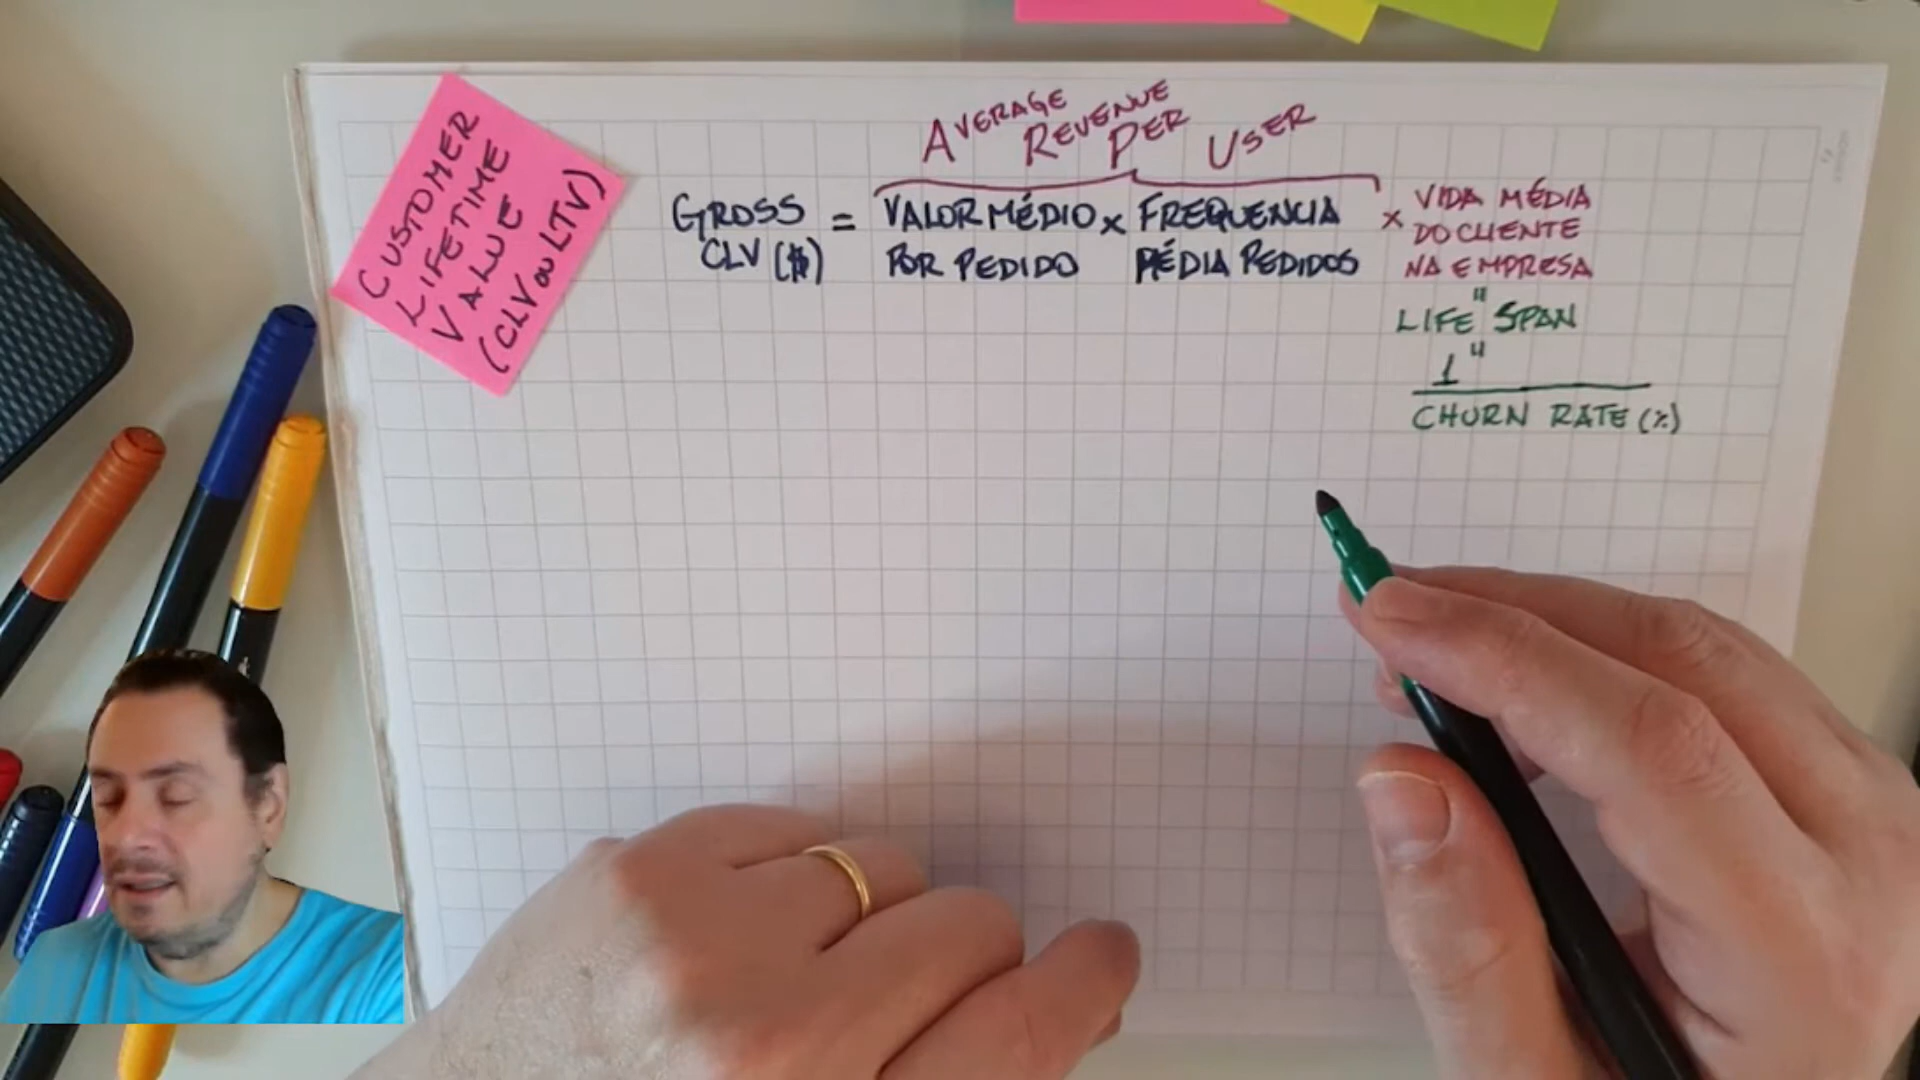 CUSTOMER
LIFETIME
VALUE
(CLV ou LTV)
AVERAGE REVENUE PER USER
GROSS CLV ($) = VALOR MÉDIO POR PEDIDO x FREQUENCIA MÉDIA PEDIDOS x VIDA MÉDIA DO CLIENTE NA EMPRESA
"
LIFE SPAN
"
1
CHURN RATE (%)